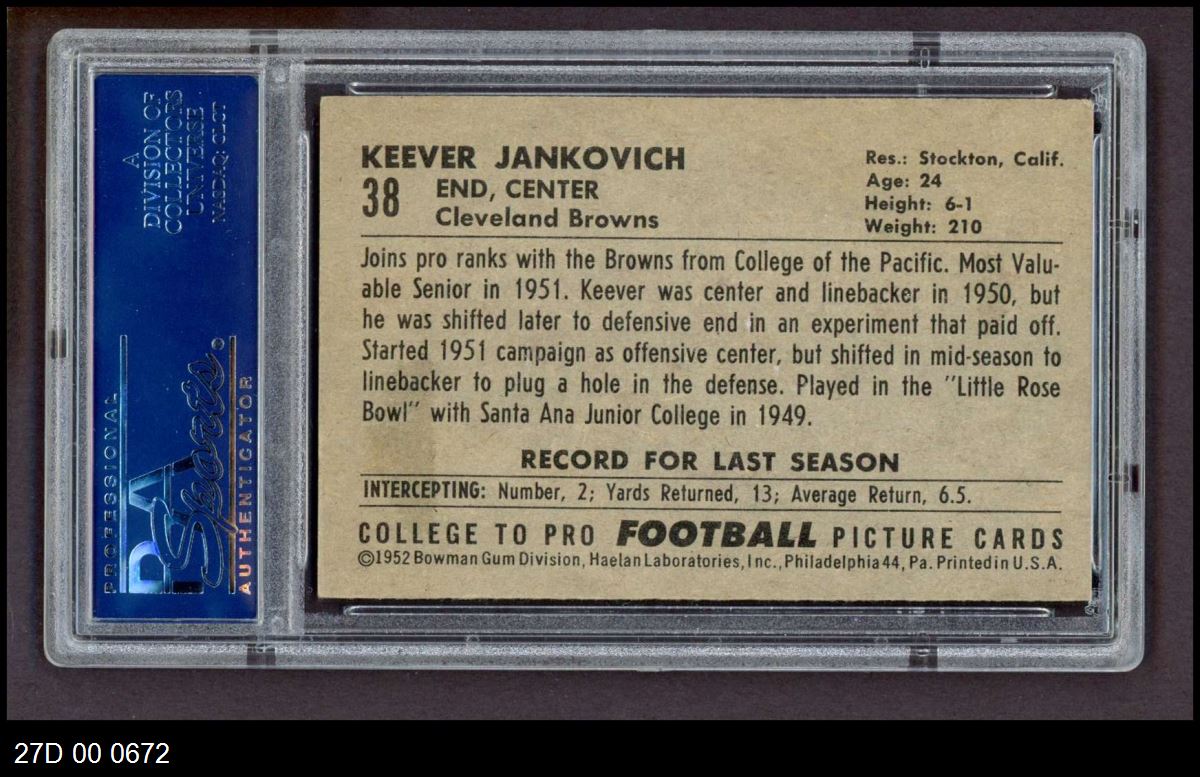 A
DIVISION OF
COLLECTORS
UNIVERSE
NASDAQ: CLCT
PROFESSIONAL
PSA
Sports
AUTHENTICATOR
KEEVER JANKOVICH
38
END, CENTER
Cleveland Browns
Res.: Stockton, Calif.
Age: 24
Height: 6-1
Weight: 210
Joins pro ranks with the Browns from College of the Pacific. Most Valu-
able Senior in 1951. Keever was center and linebacker in 1950, but
he was shifted later to defensive end in an experiment that paid off.
Started 1951 campaign as offensive center, but shifted in mid-season to
linebacker to plug a hole in the defense. Played in the "Little Rose
Bowl" with Santa Ana Junior College in 1949.
RECORD FOR LAST SEASON
INTERCEPTING: Number, 2; Yards Returned, 13; Average Return, 6.5.
COLLEGE TO PRO FOOTBALL PICTURE CARDS
©1952 Bowman Gum Division, Haelan Laboratories, Inc., Philadelphia 44, Pa. Printed in U.S.A.
27D 00 0672